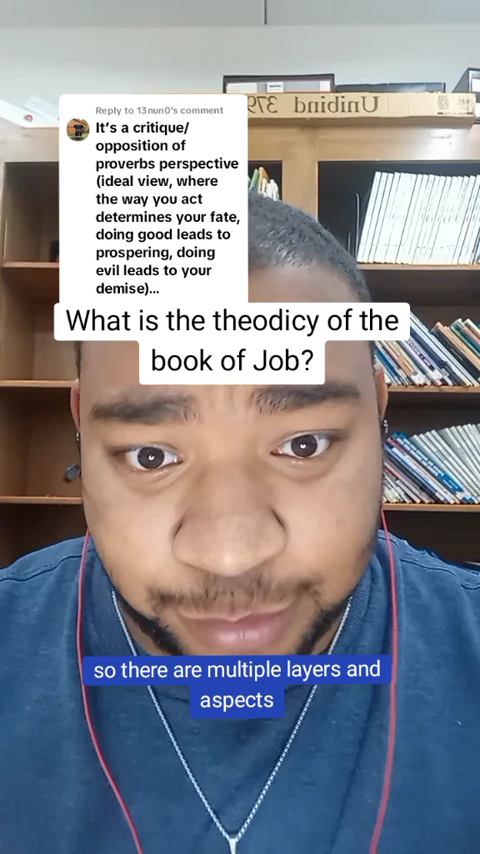 Unibind 379
Reply to 13nun0's comment
It's a critique/
opposition of
proverbs perspective
(ideal view, where
the way you act
determines your fate,
doing good leads to
prospering, doing
evil leads to your
demise)...
What is the theodicy of the
book of Job?
so there are multiple layers and
aspects